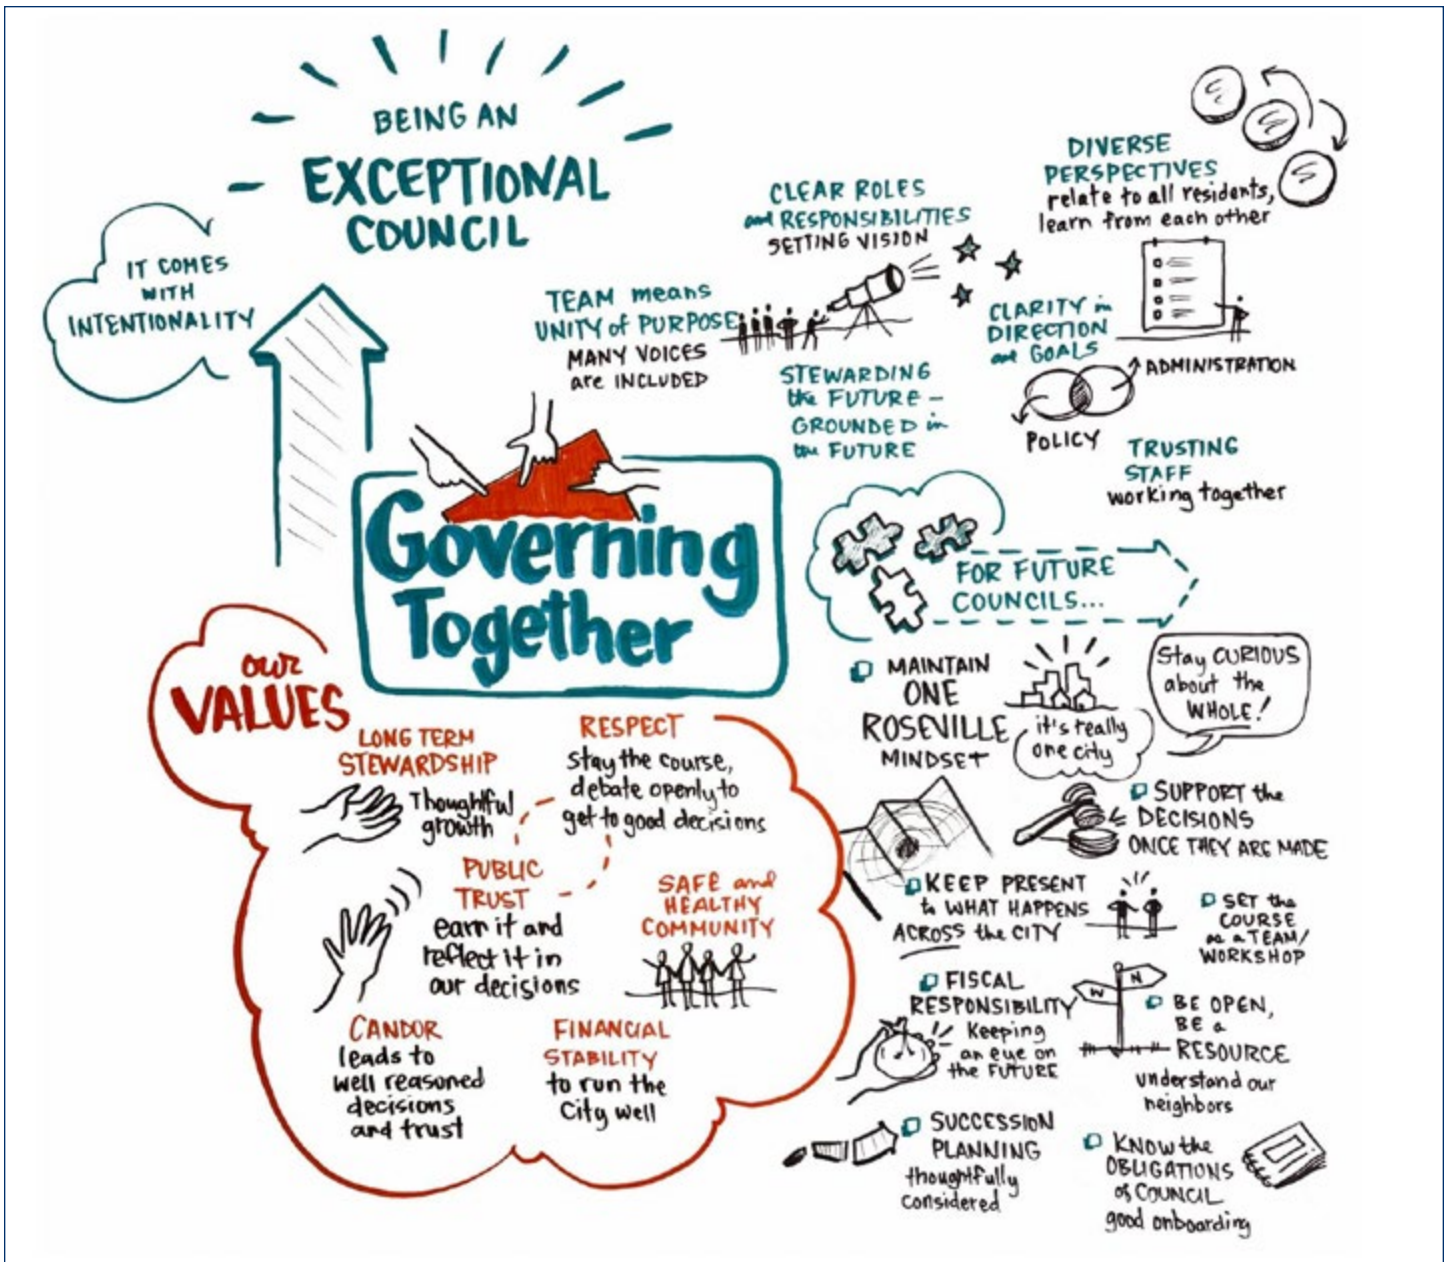 BEING AN
EXCEPTIONAL
COUNCIL
IT COMES
WITH
INTENTIONALITY
TEAM means
UNITY of PURPOSE
MANY VOICES
are INCLUDED
CLEAR ROLES
and RESPONSIBILITIES
SETTING VISION
DIVERSE
PERSPECTIVES
relate to all residents,
learn from each other
STEWARDING
the FUTURE -
GROUNDED in
the FUTURE
CLARITY in
DIRECTION
and GOALS
ADMINISTRATION
POLICY
TRUSTING
STAFF
working together
Governing
Together
our
VALUES
LONG TERM
STEWARDSHIP
Thoughtful
growth
RESPECT
stay the course,
debate openly to
get to good decisions
PUBLIC
TRUST
earn it and
reflect it in
our decisions
SAFE and
HEALTHY
COMMUNITY
CANDOR
leads to
well reasoned
decisions
and trust
FINANCIAL
STABILITY
to run the
City well
FOR FUTURE
COUNCILS...
MAINTAIN
ONE
ROSEVILLE
MINDSET
it's really
one city
Stay CURIOUS
about the
WHOLE!
SUPPORT the
DECISIONS
ONCE THEY ARE MADE
KEEP PRESENT
to WHAT HAPPENS
ACROSS the CITY
SET the
COURSE
as a TEAM/
WORKSHOP
FISCAL
RESPONSIBILITY
Keeping
an eye on
the FUTURE
W
N
BE OPEN,
BE a
RESOURCE
understand our
neighbors
SUCCESSION
PLANNING
thoughtfully
considered
KNOW the
OBLIGATIONS
of COUNCIL
good onboarding